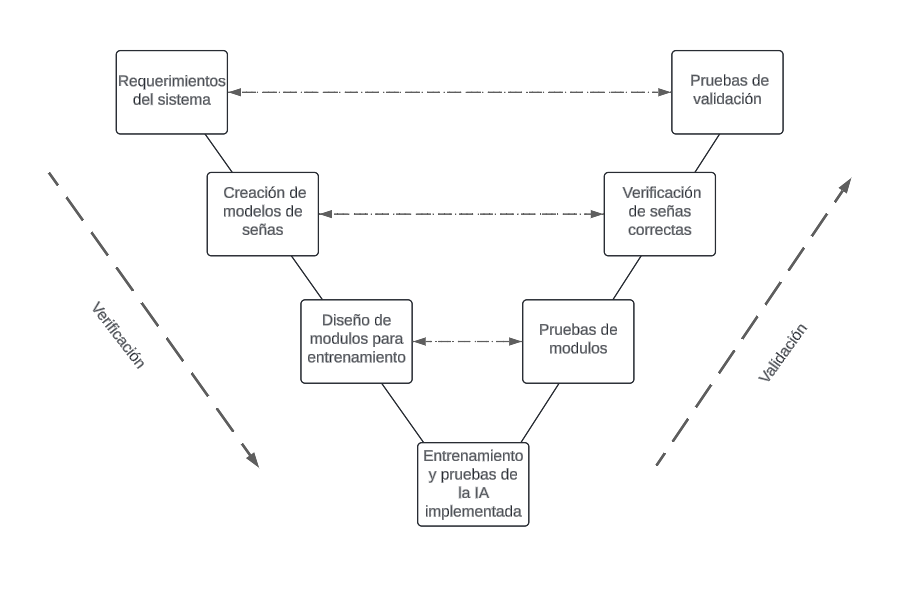 Requerimientos
del sistema
Pruebas de
validación
Creación de
modelos de
señas
Verificación
de señas
correctas
Diseño de
modulos para
entrenamiento
Pruebas de
modulos
Verificación
Validación
Entrenamiento
y pruebas de
la IA
implementada